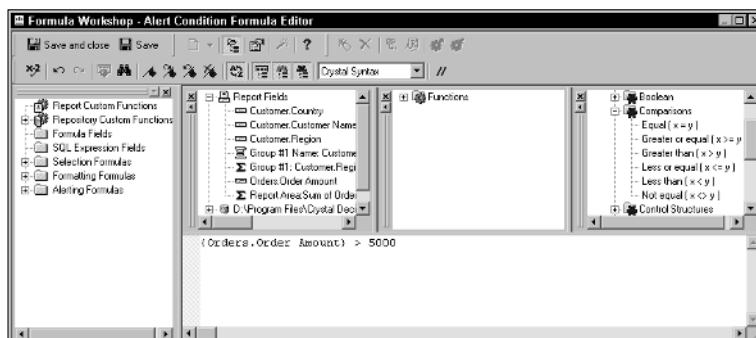 Formula Workshop - Alert Condition Formula Editor
Save and close Save
x+2 Crystal Syntax //
Report Custom Functions
Repository Custom Functions
Formula Fields
SQL Expression Fields
Selection Formulas
Formatting Formulas
Alerting Formulas
Report Fields
Customer.Country
Customer.Customer Name
Customer.Region
Group #1 Name: Custome
Group #1: Customer.Regi
Orders.Order Amount
Report Area:Sum of Orde
D:\Program Files\Crystal Dec
Functions
Boolean
Comparisons
Equal ( x = y )
Greater or equal ( x >= y
Greater than ( x > y )
Less or equal ( x <= y )
Less than ( x < y )
Not equal ( x <> y )
Control Structures
{Orders.Order Amount} > 5000